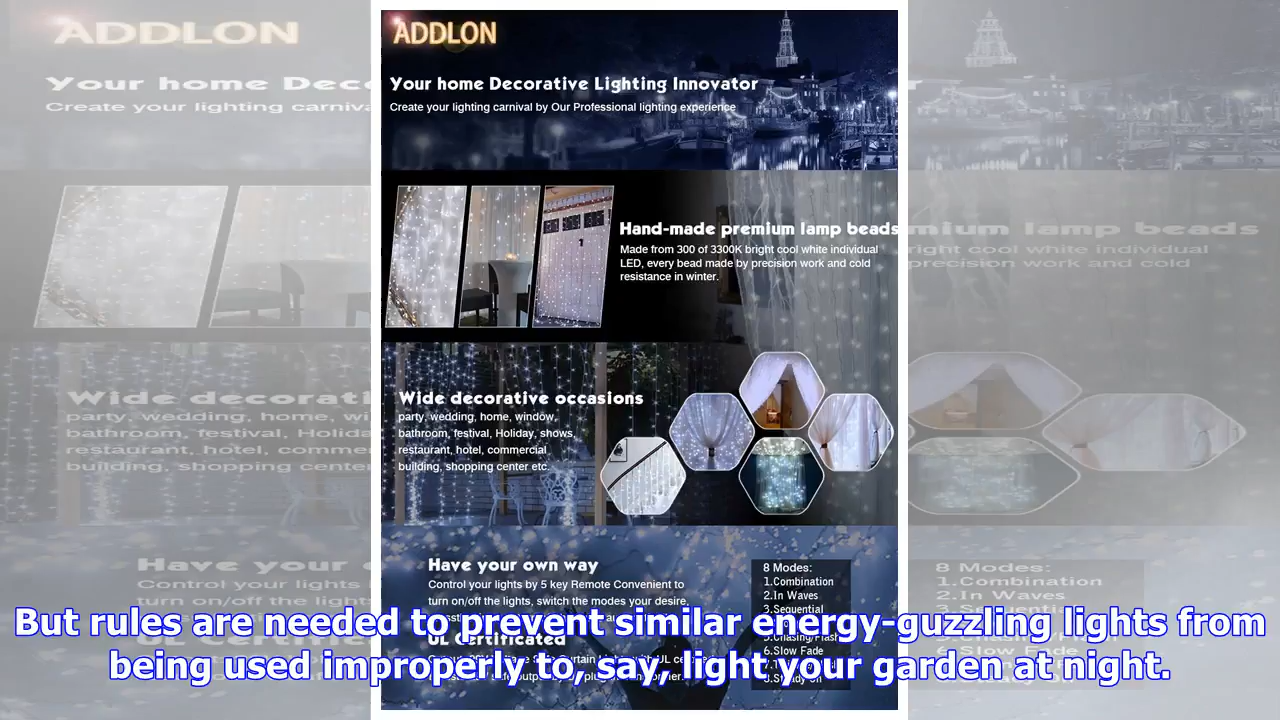 ADDLON
Your home Decorative Lighting Innovator
Create your lighting carnival by Our Professional lighting experience
Hand-made premium lamp beads
Made from 300 of 3300K bright cool white individual
LED, every bead made by precision work and cold
resistance in winter.
Wide decorative occasions
party, wedding, home, window,
bathroom, festival, Holiday, shows,
restaurant, hotel, commercial
building, shopping center etc.
Have your own way
Control your lights by 5 key Remote Convenient to
turn on/off the lights, switch the modes your desire,
UL Certificated
8 Modes:
1.Combination
2.In Waves
3.Sequential
5.Chasing/Flash
6.Slow Fade
But rules are needed to prevent similar energy-guzzling lights from
being used improperly to, say, light your garden at night.